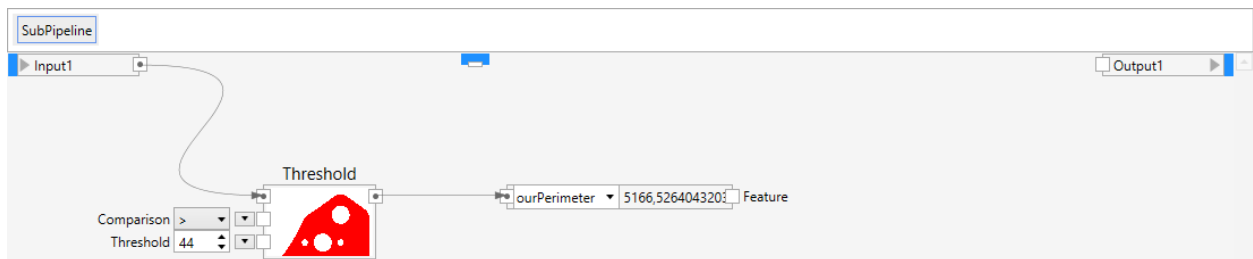 SubPipeline
Input1
Output1
Threshold
ourPerimeter 5166,5264043203 Feature
Comparison >
Threshold 44